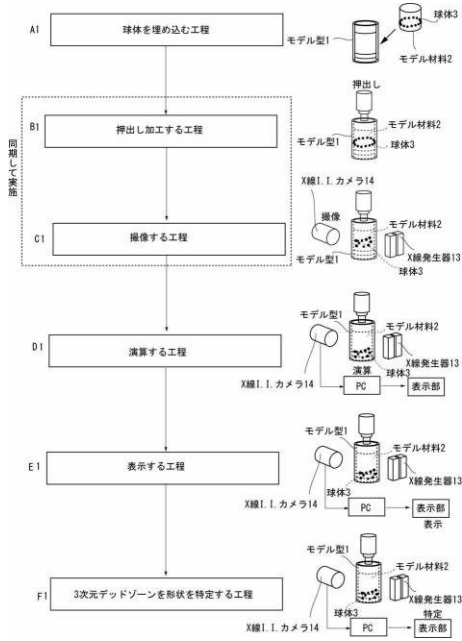 A1
球体を埋め込む工程
球体3
モデル型1
モデル材料2
同期して実施
B1
押出し加工する工程
押出し
モデル材料2
モデル型1
球体3
X線I.I.カメラ14
C1
撮像する工程
撮像
モデル材料2
X線発生器13
モデル型1
球体3
D1
演算する工程
モデル型1
モデル材料2
X線発生器13
演算
球体3
X線I.I.カメラ14
PC
表示部
E1
表示する工程
モデル型1
モデル材料2
X線発生器13
球体3
X線I.I.カメラ14
PC
表示部
表示
F1
3次元デッドゾーンを形状を特定する工程
モデル型1
モデル材料2
X線発生器13
球体3
特定
X線I.I.カメラ14
PC
表示部